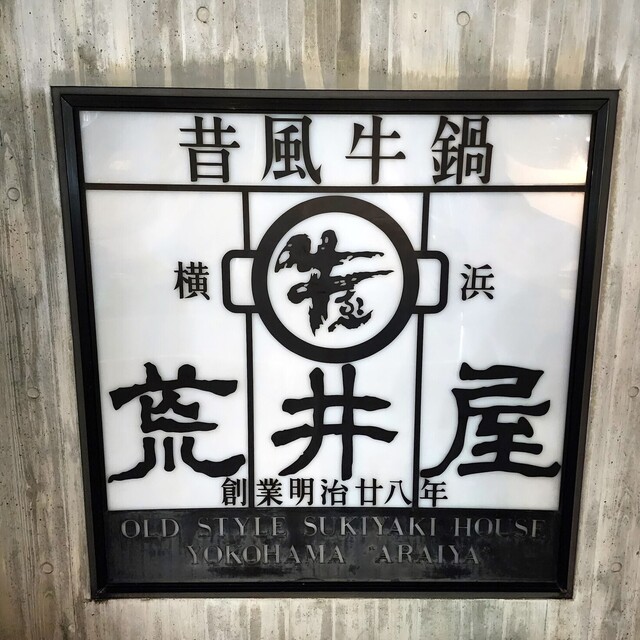 昔風牛鍋
横浜
荒井屋
創業明治廿八年
OLD STYLE SUKIYAKI HOUSE
YOKOHAMA ARAIYA